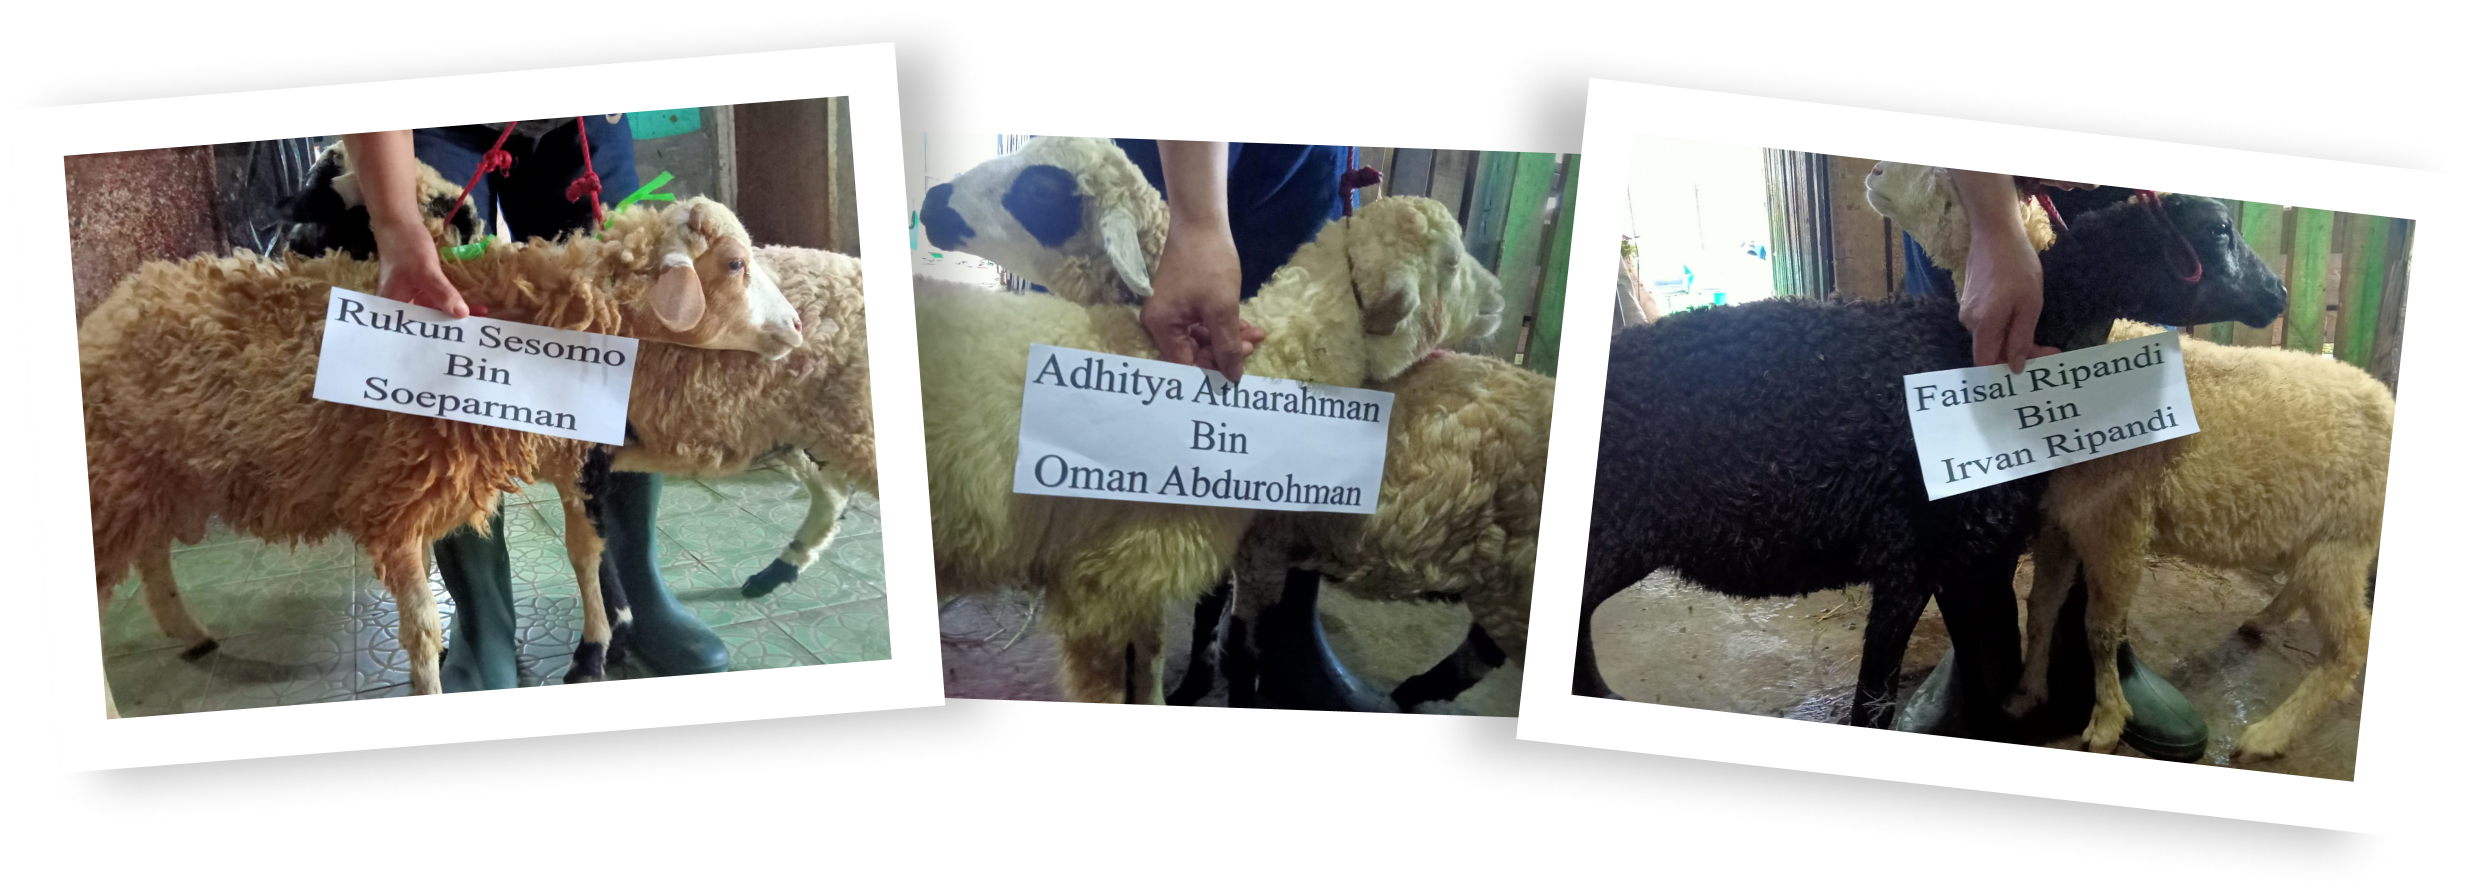 Rukun Sesomo
Bin
Soeparman
Adhitya Atharahman
Bin
Oman Abdurohman
Faisal Ripandi
Bin
Irvan Ripandi